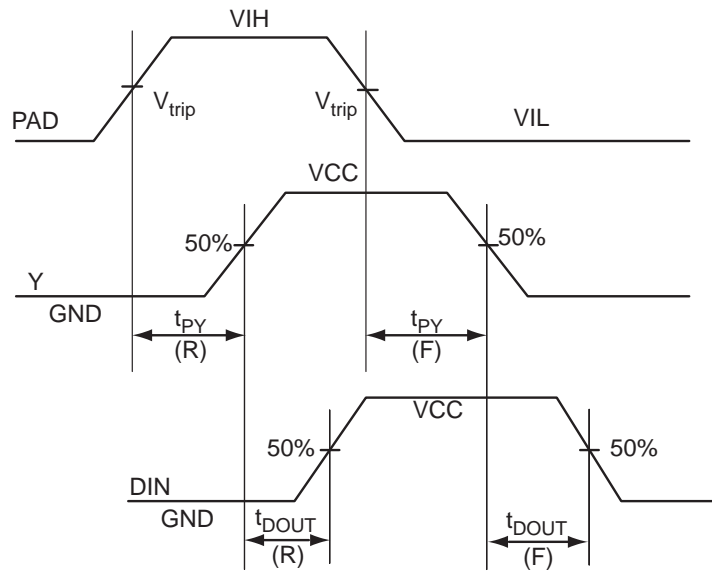 VIH
Vtrip
Vtrip
PAD
VIL
VCC
50%
50%
Y
GND
tPY
(R)
tPY
(F)
VCC
50%
50%
DIN
GND
tDOUT
(R)
tDOUT
(F)